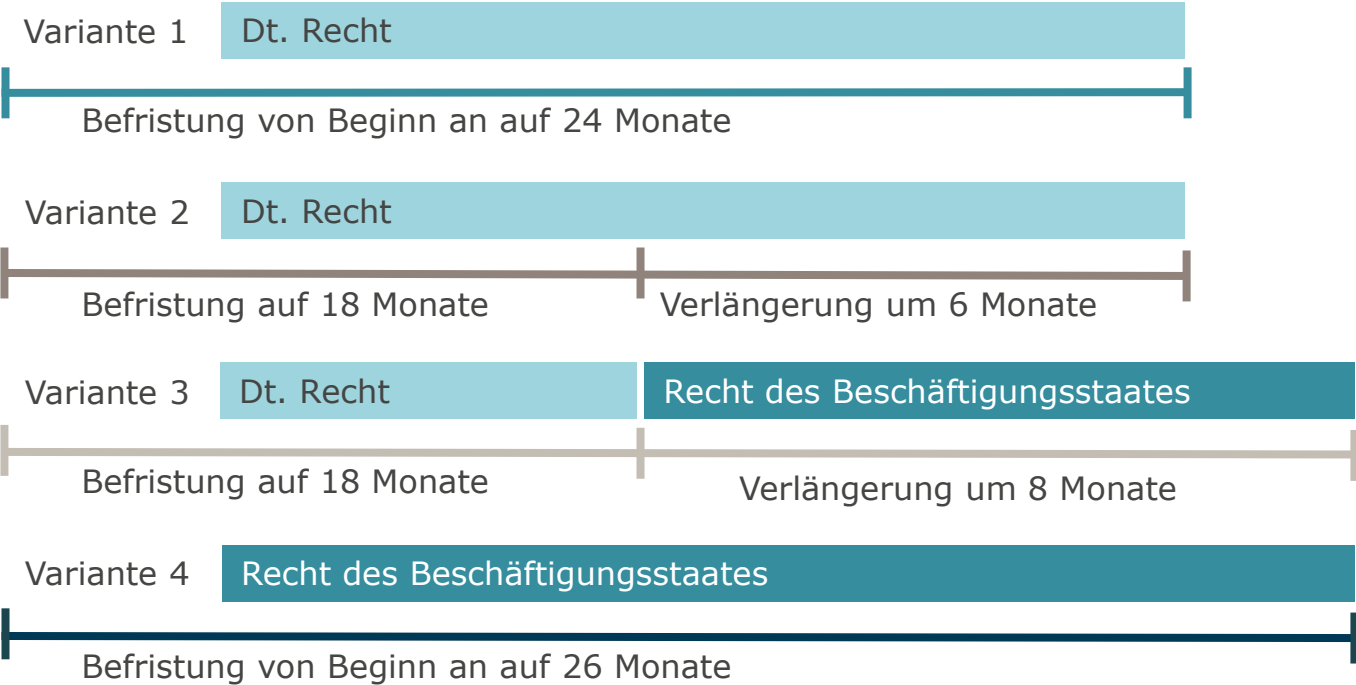 Variante 1 Dt. Recht
Befristung von Beginn an auf 24 Monate
Variante 2 Dt. Recht
Befristung auf 18 Monate Verlängerung um 6 Monate
Variante 3 Dt. Recht Recht des Beschäftigungsstaates
Befristung auf 18 Monate Verlängerung um 8 Monate
Variante 4 Recht des Beschäftigungsstaates
Befristung von Beginn an auf 26 Monate